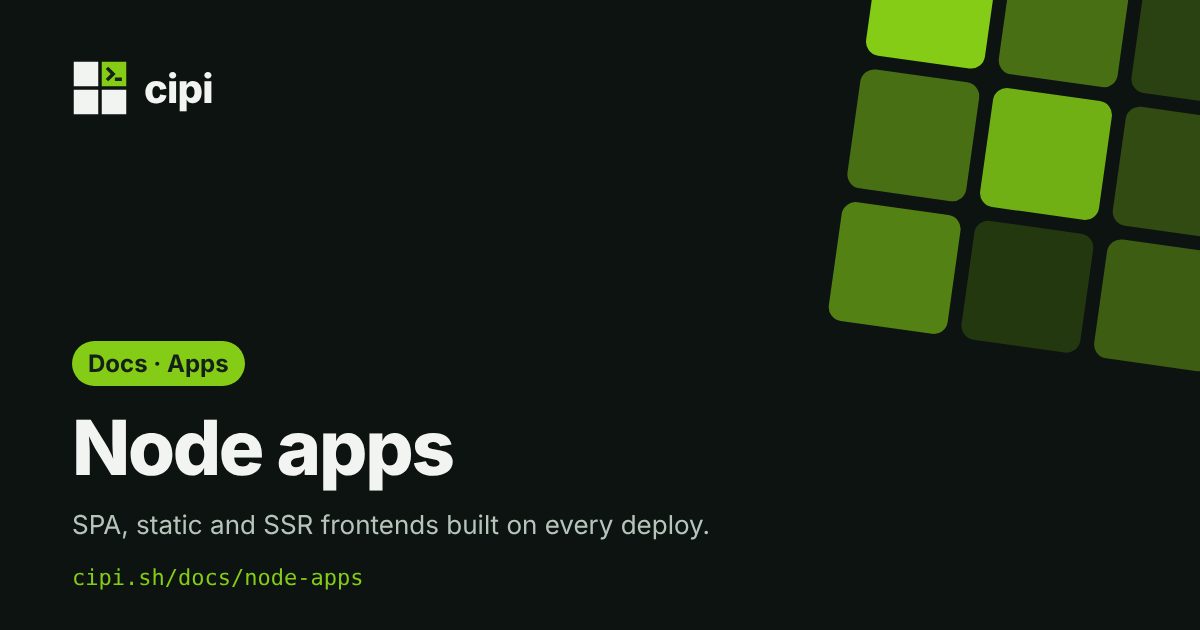 cipi
Docs · Apps
Node apps
SPA, static and SSR frontends built on every deploy.
cipi.sh/docs/node-apps